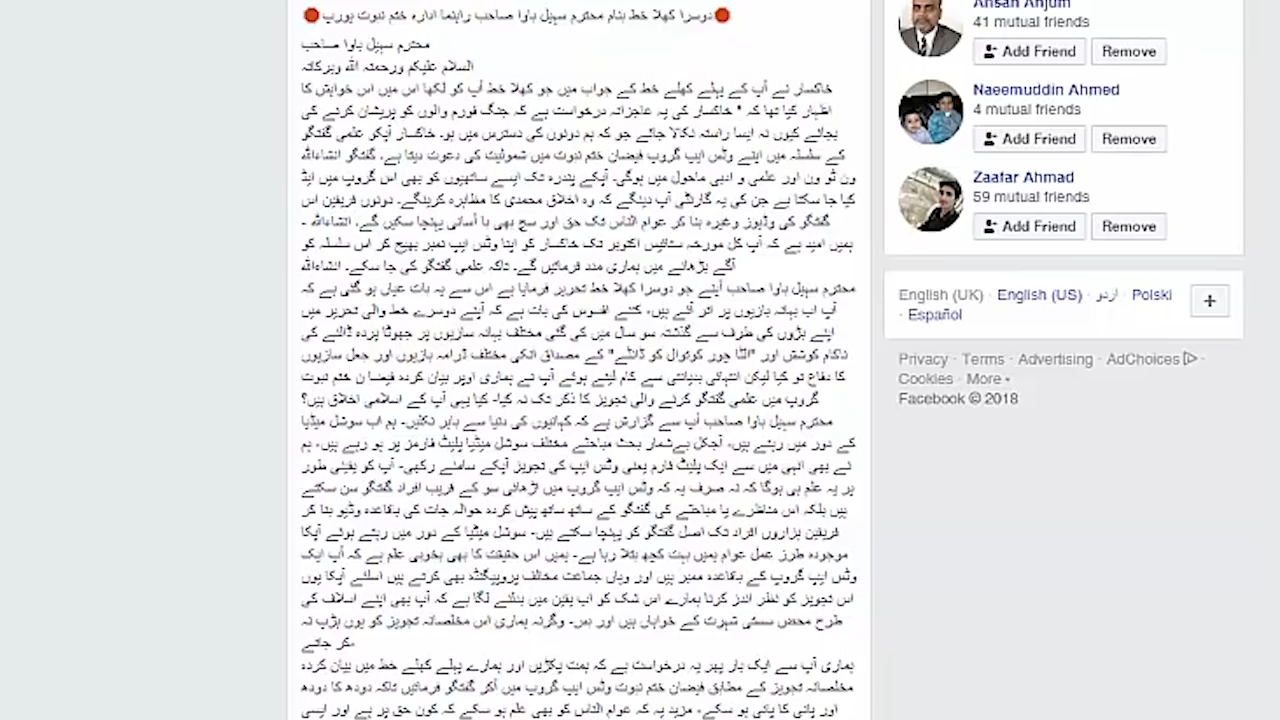 🔴دوسرا کھلا خط بنام محترم سہیل باوا صاحب راہنما ادارہ ختم نبوت یورپ🔴
محترم سہیل باوا صاحب
السلام علیکم ورحمتہ اللہ وبرکاتہ
خاکسار نے آپ کے پہلے کھلے خط کے جواب میں جو کھلا خط آپ کو لکھا اس میں اس خواہش کا
اظہار کیا تھا کہ " خاکسار کی یہ عاجزانہ درخواست ہے کہ جنگ فورم والوں کو پریشان کرنے کی
بجائے کیوں نہ ایسا راستہ نکالا جائے جو کہ ہم دونوں کی دسترس میں ہو۔ خاکسار آپکو علمی گفتگو
کے سلسلہ میں اپنے وٹس ایپ گروپ فیضان ختم نبوت میں شمولیت کی دعوت دیتا ہے، گفتگو انشاءاللہ
ون ٹو ون اور علمی و ادبی ماحول میں ہوگی۔ آپکے پندرہ تک ایسے ساتھیوں کو بھی اس گروپ میں ایڈ
کیا جا سکتا ہے جن کی یہ گارنٹی آپ دینگے کہ وہ اخلاق محمدی کا مظاہرہ کرینگے۔ دونوں فریقین اس
گفتگو کی وڈیوز وغیرہ بنا کر عوام الناس تک حق اور سچ بھی با آسانی پہنچا سکیں گے، انشاءاللہ ۔
ہمیں امید ہے کہ آپ کل مورخہ ستائیس اکتوبر تک خاکسار کو اپنا وٹس ایپ نمبر بھیج کر اس سلسلہ کو
آگے بڑھانے میں ہماری مدد فرمائیں گے۔ تاکہ علمی گفتگو کی جا سکے۔ انشاءاللہ
محترم سہیل باوا صاحب آپنے جو دوسرا کھلا خط تحریر فرمایا ہے اس سے یہ بات عیاں ہو گئی ہے کہ
آپ اب بہانہ بازیوں پر اتر آئے ہیں، کتنے افسوس کی بات ہے کہ آپنے دوسرے خط والی تحریر میں
اپنے بڑوں کی طرف سے گذشتہ سو سال میں کی گئی مختلف بہانہ سازیوں پر جھوٹا پردہ ڈالنے کی
ناکام کوشش اور "الٹا چور کوتوال کو ڈانٹے" کے مصداق انکی مختلف ڈرامہ بازیوں اور جعل سازیوں
کا دفاع تو کیا لیکن انتہائی بدیانتی سے کام لیتے ہوئے آپ نے ہماری اوپر بیان کردہ فیضا ن ختم نبوت
گروپ میں علمی گفتگو کرنے والی تجویز کا ذکر تک نہ کیا۔ کیا یہی آپ کے اسلامی اخلاق ہیں؟
محترم سہیل باوا صاحب آپ سے گزارش ہے کہ کہانیوں کی دنیا سے باہر نکلیں۔ ہم اب سوشل میڈیا
کے دور میں رہتے ہیں، آجکل بےشمار بحث مباحثے مختلف سوشل میڈیا پلیٹ فارمز پر ہو رہے ہیں، ہم
نے بھی انہی میں سے ایک پلیٹ فارم یعنی وٹس ایپ کی تجویز آپکے سامنے رکھی۔ آپ کو یقینی طور
پر یہ علم ہی ہوگا کہ نہ صرف یہ کہ وٹس ایپ گروپ میں اڑھائی سو کے قریب افراد گفتگو سن سکتے
ہیں بلکہ اس مناظرے یا مباحثے کی گفتگو کے ساتھ ساتھ پیش کردہ حوالہ جات کی باقاعدہ وڈیو بنا کر
فریقین ہزاروں افراد تک اصل گفتگو کو پہنچا سکتے ہیں۔ سوشل میڈیا کے دور میں رہتے ہوئے آپکا
موجودہ طرز عمل عوام ہمیں بہت کچھ بتلا رہا ہے۔ ہمیں اس حقیقت کا بھی بخوبی علم ہے کہ آپ ایک
وٹس ایپ گروپ کے باقاعدہ ممبر ہیں اور وہاں جماعت مخالف پروپیگنڈہ بھی کرتے ہیں اسلئے آپکا یوں
اس تجویز کو نظر انداز کرنا ہمارے اس شک کو اب یقین میں بدلنے لگا ہے کہ آپ بھی اپنے اسلاف کی
طرح محض سستی شہرت کے خواہاں ہیں اور بس۔ وگرنہ ہماری اس مخلصانہ تجویز کو یوں ہڑپ نہ
کر جاتے۔
ہماری آپ سے ایک بار پھر یہ درخواست ہے کہ ہمت پکڑیں اور ہمارے پہلے کھلے خط میں بیان کردہ
مخلصانہ تجویز کے مطابق فیضان ختم نبوت وٹس ایپ گروپ میں آکر گفتگو فرمائیں تاکہ دودھ کا دودھ
اور پانی کا پانی ہو سکے، مزید یہ کہ عوام الناس کو بھی علم ہو سکے کہ کون حق پر ہے اور ایسی
Ahsan Anjum
41 mutual friends
Add Friend Remove
Naeemuddin Ahmed
4 mutual friends
Add Friend Remove
Zaafar Ahmad
59 mutual friends
Add Friend Remove
English (UK) · English (US) · اردو · Polski
· Español
+
Privacy · Terms · Advertising · AdChoices ·
Cookies · More
Facebook © 2018